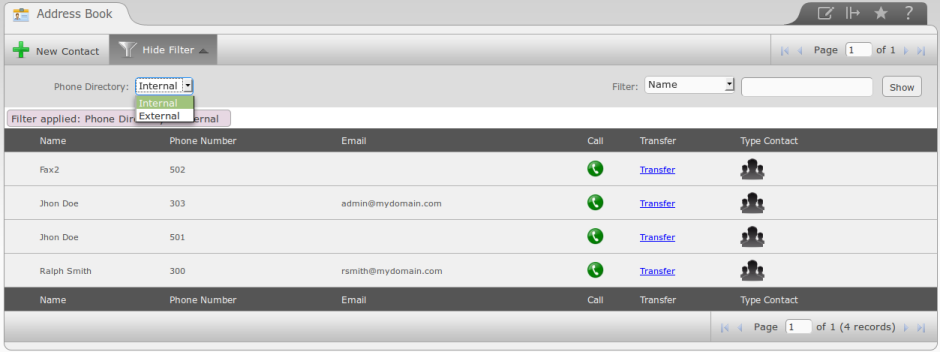 Address Book ?
New Contact Hide Filter Page 1 of 1
Phone Directory: Internal Filter: Name Show
Internal
External
Filter applied: Phone Dire ernal
Name Phone Number Email Call Transfer Type Contact
Fax2 502 Transfer
Jhon Doe 303 admin@mydomain.com Transfer
Jhon Doe 501 Transfer
Ralph Smith 300 rsmith@mydomain.com Transfer
Name Phone Number Email Call Transfer Type Contact
Page 1 of 1 (4 records)